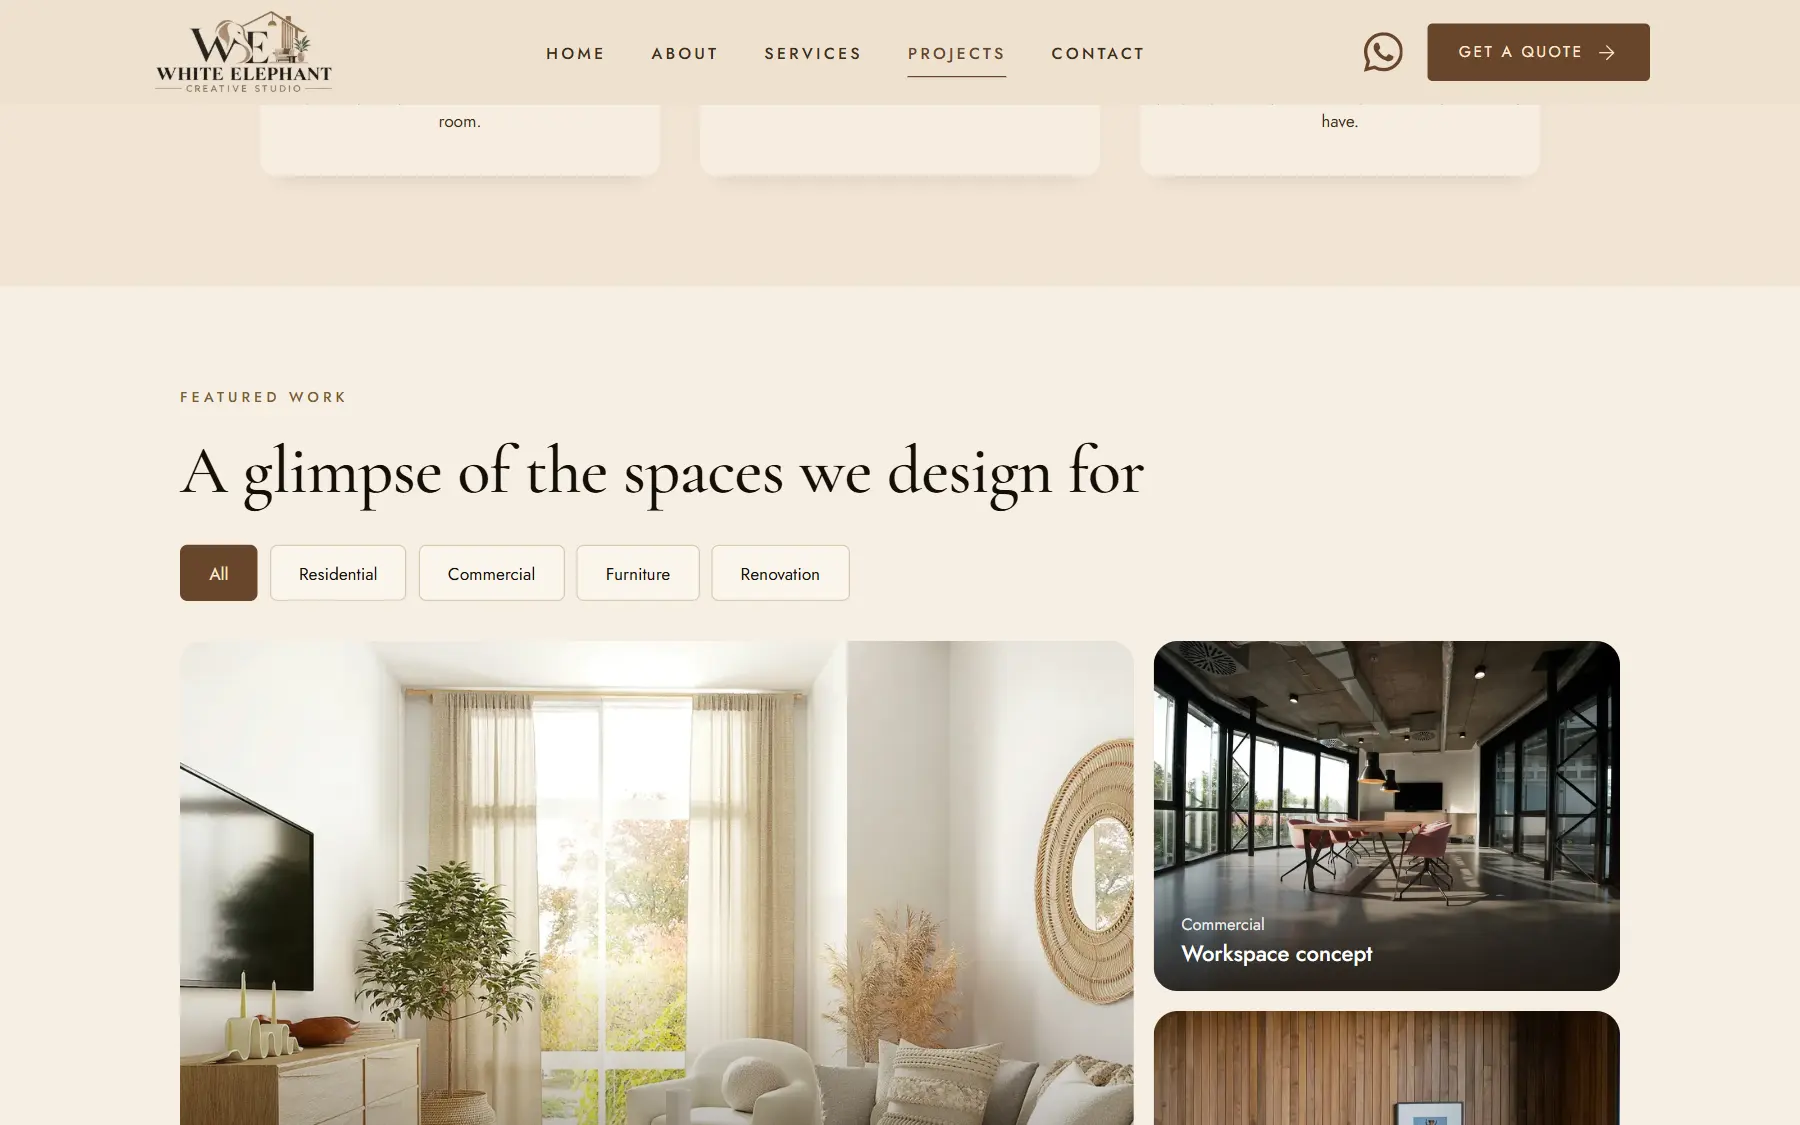 WSE
WHITE ELEPHANT
CREATIVE STUDIO
HOME
ABOUT
SERVICES
PROJECTS
CONTACT
GET A QUOTE
room.
have.
FEATURED WORK
A glimpse of the spaces we design for
All
Residential
Commercial
Furniture
Renovation
Commercial
Workspace concept